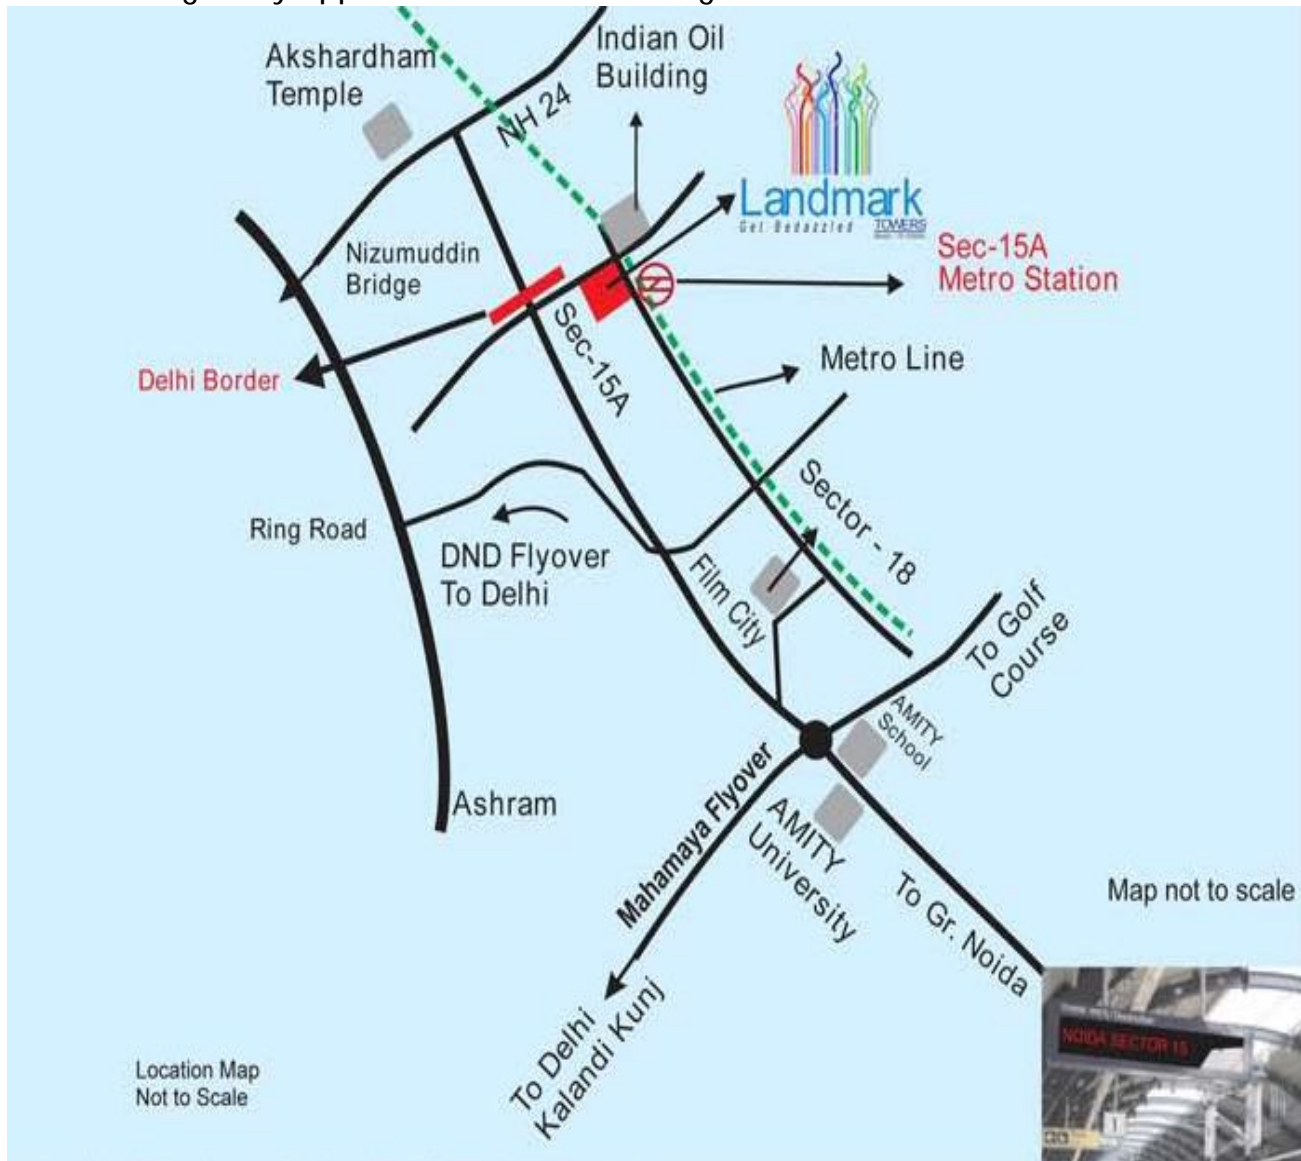 Akshardham
Temple
Indian Oil
Building
NH 24
Landmark
Get Bedazzled TOWERS
Nizumuddin
Bridge
Sec-15A
Metro Station
Sec-15A
Metro Line
Delhi Border
Sector - 18
Ring Road
DND Flyover
To Delhi
Film City
To Golf
Course
AMITY
School
Mahamaya Flyover
Ashram
AMITY
University
To Gr. Noida
Map not to scale
To Delhi
Kalandi Kunj
NOIDA SECTOR 15
1
Location Map
Not to Scale